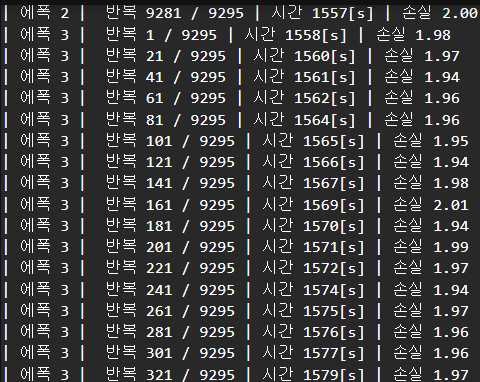 | 에폭 2 |  반복 9281 / 9295 | 시간 1557[s] | 손실 2.00
| 에폭 3 |  반복 1 / 9295 | 시간 1558[s] | 손실 1.98
| 에폭 3 |  반복 21 / 9295 | 시간 1560[s] | 손실 1.97
| 에폭 3 |  반복 41 / 9295 | 시간 1561[s] | 손실 1.94
| 에폭 3 |  반복 61 / 9295 | 시간 1562[s] | 손실 1.96
| 에폭 3 |  반복 81 / 9295 | 시간 1564[s] | 손실 1.96
| 에폭 3 |  반복 101 / 9295 | 시간 1565[s] | 손실 1.95
| 에폭 3 |  반복 121 / 9295 | 시간 1566[s] | 손실 1.94
| 에폭 3 |  반복 141 / 9295 | 시간 1567[s] | 손실 1.98
| 에폭 3 |  반복 161 / 9295 | 시간 1569[s] | 손실 2.01
| 에폭 3 |  반복 181 / 9295 | 시간 1570[s] | 손실 1.94
| 에폭 3 |  반복 201 / 9295 | 시간 1571[s] | 손실 1.99
| 에폭 3 |  반복 221 / 9295 | 시간 1572[s] | 손실 1.97
| 에폭 3 |  반복 241 / 9295 | 시간 1574[s] | 손실 1.94
| 에폭 3 |  반복 261 / 9295 | 시간 1575[s] | 손실 1.97
| 에폭 3 |  반복 281 / 9295 | 시간 1576[s] | 손실 1.96
| 에폭 3 |  반복 301 / 9295 | 시간 1577[s] | 손실 1.96
| 에폭 3 |  반복 321 / 9295 | 시간 1579[s] | 손실 1.97